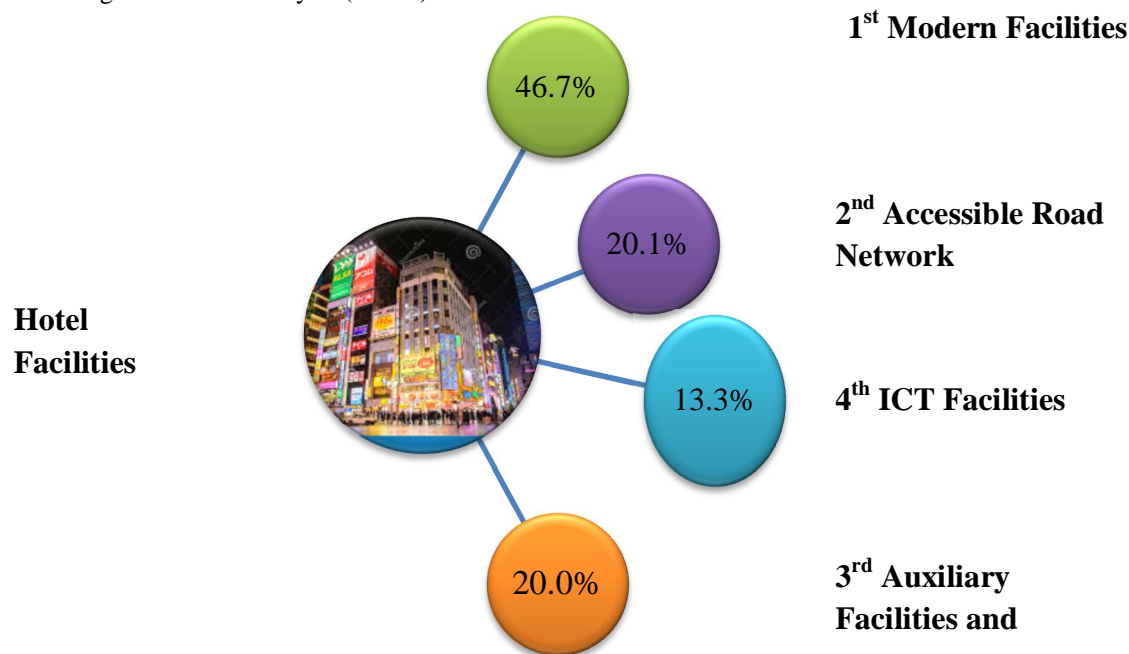 1st Modern Facilities
46.7%
2nd Accessible Road
Network
20.1%
Hotel
Facilities
13.3%
4th ICT Facilities
20.0%
3rd Auxiliary
Facilities and